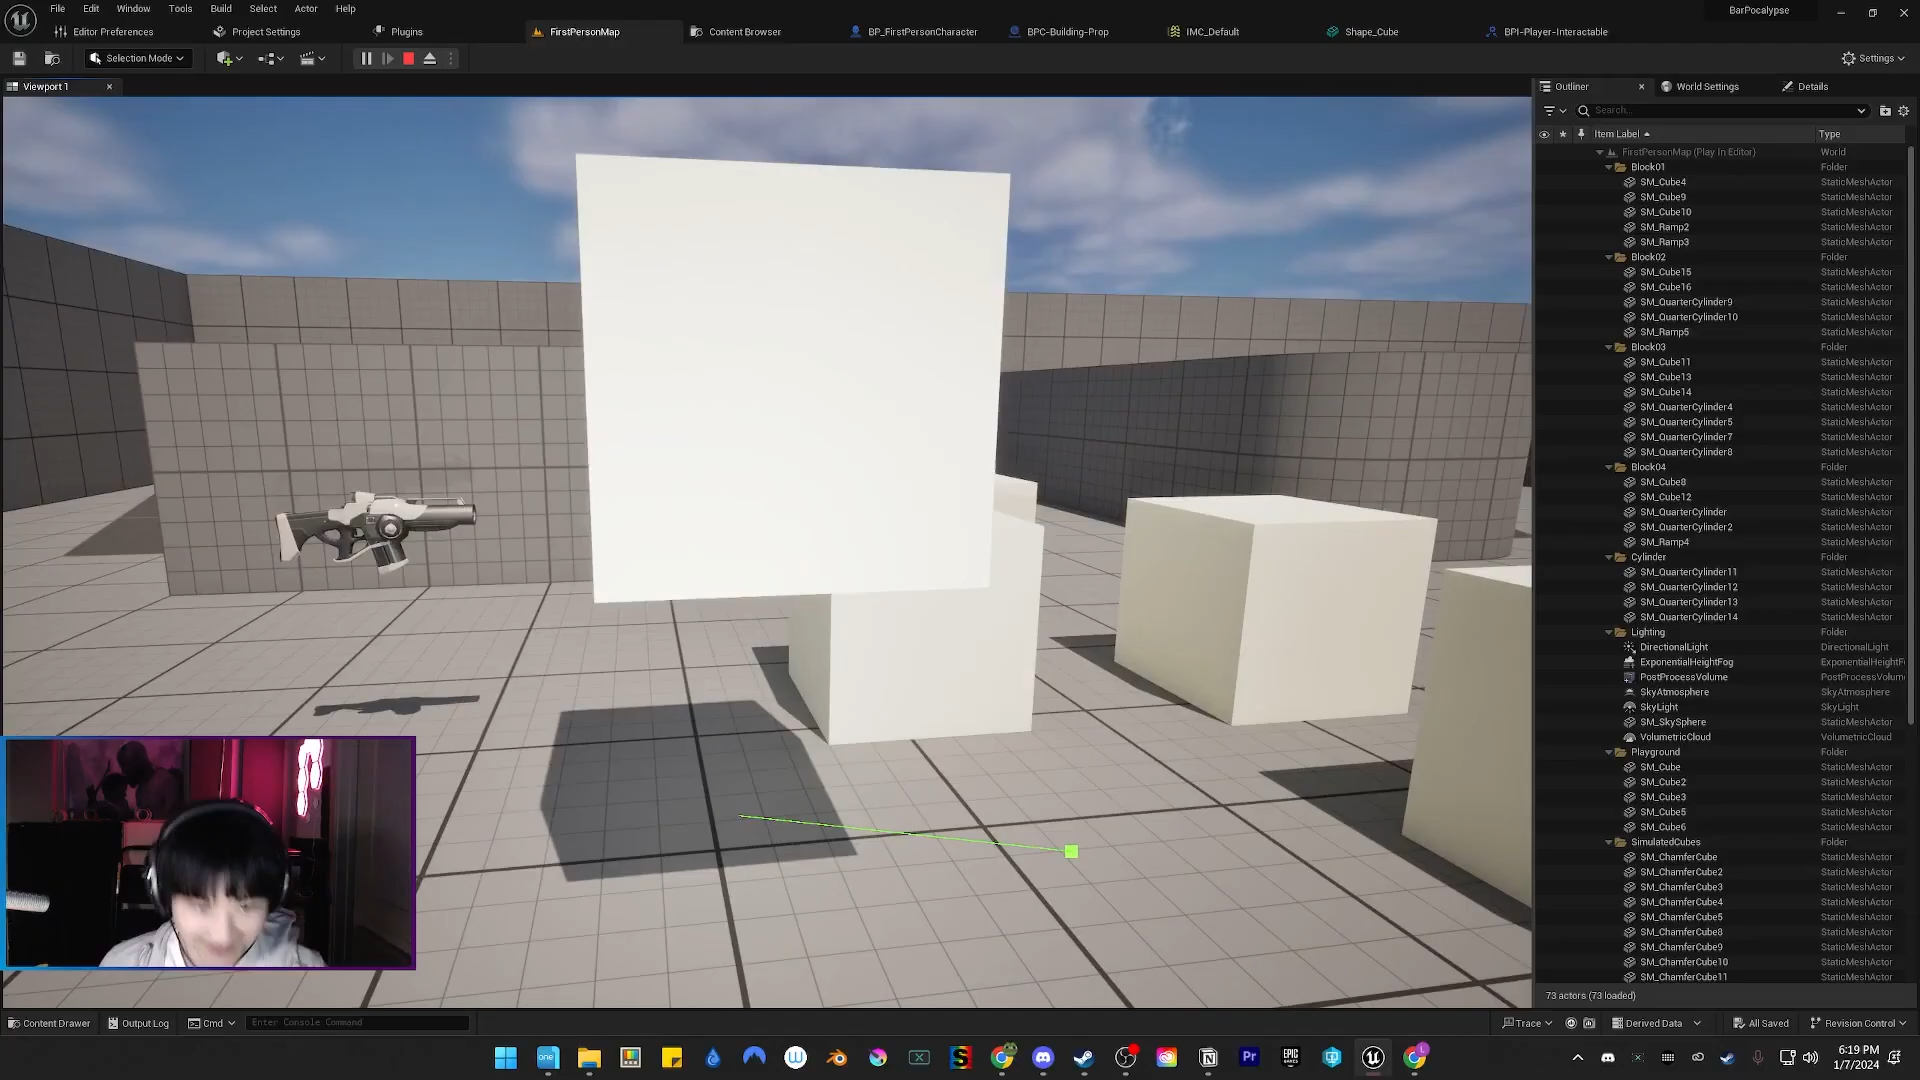 File Edit Window Tools Build Select Actor Help
BarPocalypse
Editor Preferences
Project Settings
Plugins
FirstPersonMap
Content Browser
BP_FirstPersonCharacter
BPC-Building-Prop
IMC_Default
Shape_Cube
BPI-Player-Interactable
Selection Mode
Settings
Viewport 1
Outliner
World Settings
Details
Search...
Item Label Type
FirstPersonMap (Play In Editor) World
Block01 Folder
SM_Cube4 StaticMeshActor
SM_Cube9 StaticMeshActor
SM_Cube10 StaticMeshActor
SM_Ramp2 StaticMeshActor
SM_Ramp3 StaticMeshActor
Block02 Folder
SM_Cube15 StaticMeshActor
SM_Cube16 StaticMeshActor
SM_QuarterCylinder9 StaticMeshActor
SM_QuarterCylinder10 StaticMeshActor
SM_Ramp5 StaticMeshActor
Block03 Folder
SM_Cube11 StaticMeshActor
SM_Cube13 StaticMeshActor
SM_Cube14 StaticMeshActor
SM_QuarterCylinder4 StaticMeshActor
SM_QuarterCylinder5 StaticMeshActor
SM_QuarterCylinder7 StaticMeshActor
SM_QuarterCylinder8 StaticMeshActor
Block04 Folder
SM_Cube8 StaticMeshActor
SM_Cube12 StaticMeshActor
SM_QuarterCylinder StaticMeshActor
SM_QuarterCylinder2 StaticMeshActor
SM_Ramp4 StaticMeshActor
Cylinder Folder
SM_QuarterCylinder11 StaticMeshActor
SM_QuarterCylinder12 StaticMeshActor
SM_QuarterCylinder13 StaticMeshActor
SM_QuarterCylinder14 StaticMeshActor
Lighting Folder
DirectionalLight DirectionalLight
ExponentialHeightFog ExponentialHeightF
PostProcessVolume PostProcessVolum
SkyAtmosphere SkyAtmosphere
SkyLight SkyLight
SM_SkySphere StaticMeshActor
VolumetricCloud VolumetricCloud
Playground Folder
SM_Cube StaticMeshActor
SM_Cube2 StaticMeshActor
SM_Cube3 StaticMeshActor
SM_Cube5 StaticMeshActor
SM_Cube6 StaticMeshActor
SimulatedCubes Folder
SM_ChamferCube StaticMeshActor
SM_ChamferCube2 StaticMeshActor
SM_ChamferCube3 StaticMeshActor
SM_ChamferCube4 StaticMeshActor
SM_ChamferCube5 StaticMeshActor
SM_ChamferCube8 StaticMeshActor
SM_ChamferCube9 StaticMeshActor
SM_ChamferCube10 StaticMeshActor
SM_ChamferCube11 StaticMeshActor
73 actors (73 loaded)
Content Drawer Output Log Cmd Enter Console Command Trace Derived Data All Saved Revision Control
one
W
S
N
Pr
EPIC
GAMES
L
6:19 PM
1/7/2024